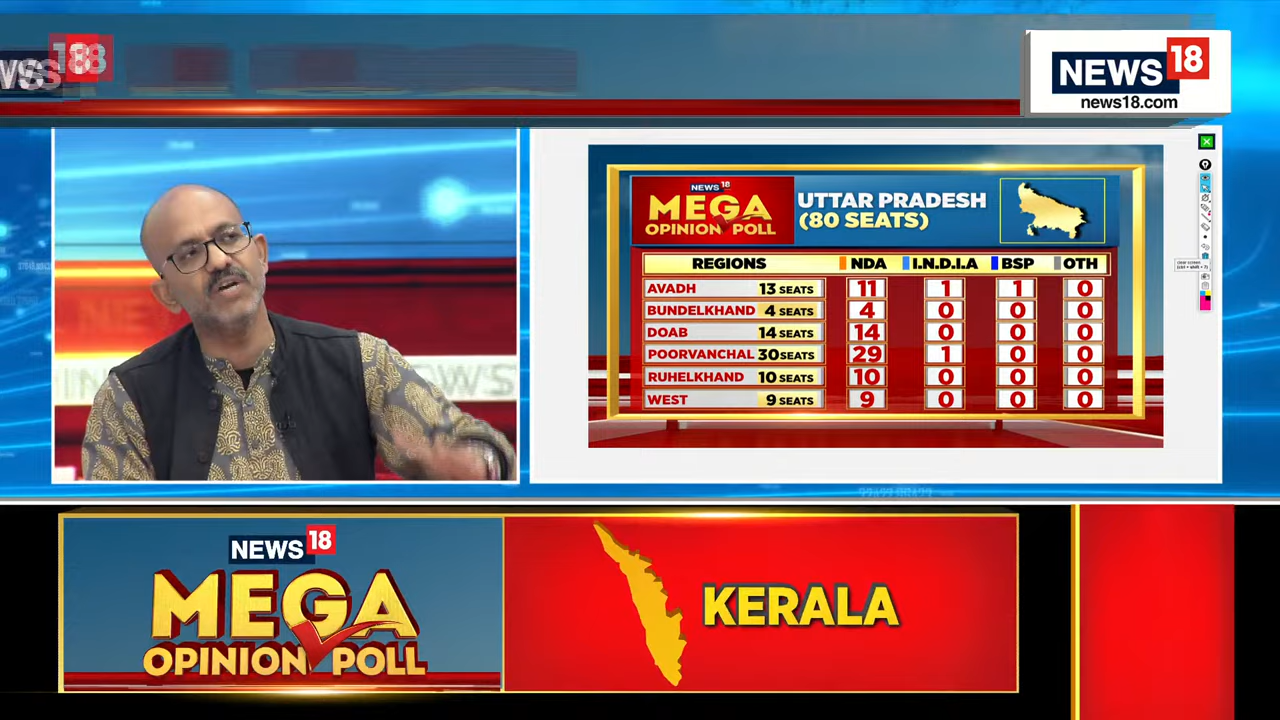 NEWS 18
news18.com
NEWS 18
MEGA
OPINION POLL
UTTAR PRADESH
(80 SEATS)
REGIONS NDA I.N.D.I.A BSP OTH
AVADH 13 SEATS 11 1 1 0
BUNDELKHAND 4 SEATS 4 0 0 0
DOAB 14 SEATS 14 0 0 0
POORVANCHAL 30 SEATS 29 1 0 0
RUHELKHAND 10 SEATS 10 0 0 0
WEST 9 SEATS 9 0 0 0
NEWS 18
MEGA
OPINION POLL
KERALA